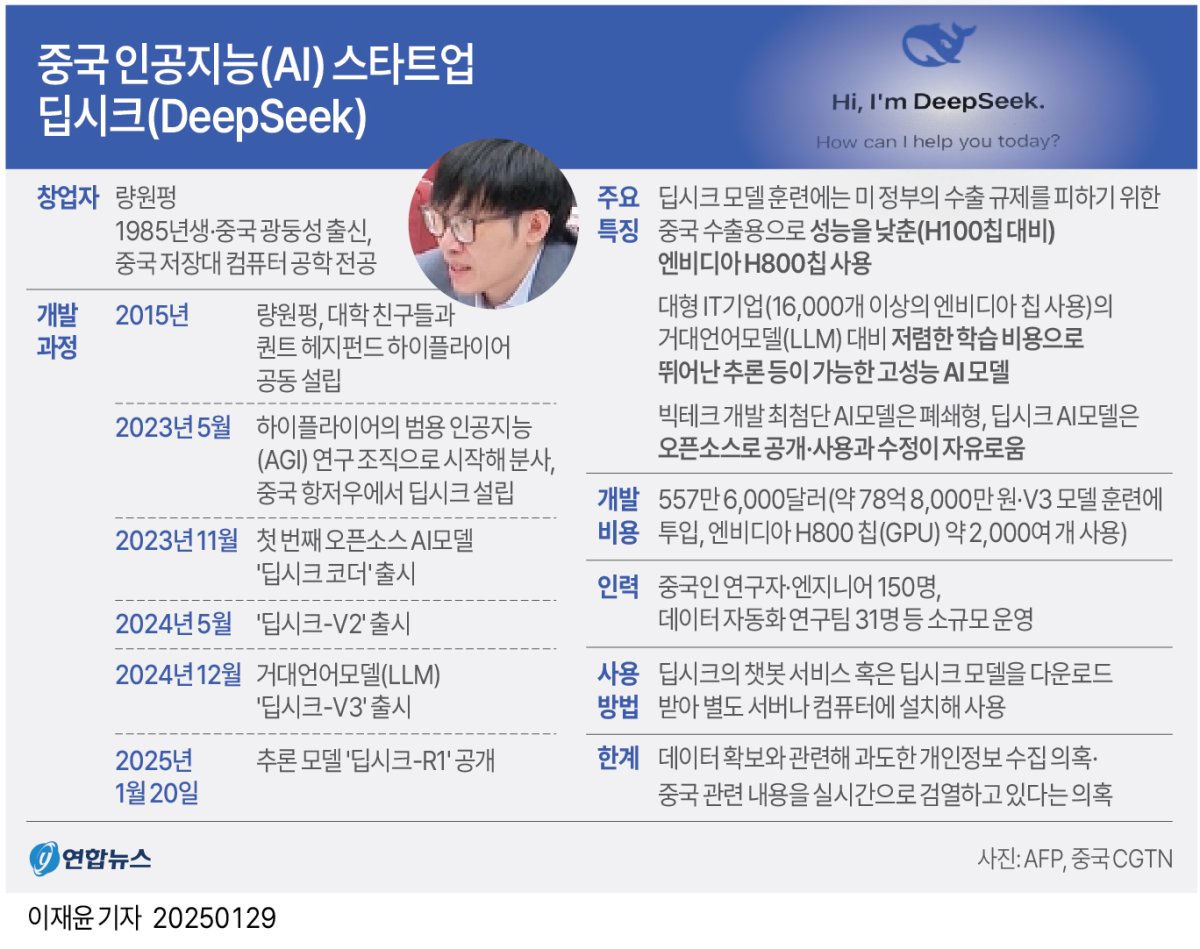 중국 인공지능(AI) 스타트업
딥시크(DeepSeek)
Hi, I'm DeepSeek.
How can I help you today?
창업자
량원펑
1985년생·중국 광둥성 출신,
중국 저장대 컴퓨터 공학 전공
개발
과정
2015년
량원펑, 대학 친구들과
퀀트 헤지펀드 하이플라이어
공동 설립
2023년 5월
하이플라이어의 범용 인공지능
(AGI) 연구 조직으로 시작해 분사,
중국 항저우에서 딥시크 설립
2023년 11월
첫 번째 오픈소스 AI모델
'딥시크 코더' 출시
2024년 5월
'딥시크-V2' 출시
2024년 12월
거대언어모델(LLM)
'딥시크-V3' 출시
2025년
1월 20일
추론 모델 '딥시크-R1' 공개
주요
특징
딥시크 모델 훈련에는 미 정부의 수출 규제를 피하기 위한
중국 수출용으로 성능을 낮춘(H100칩 대비)
엔비디아 H800칩 사용
대형 IT기업(16,000개 이상의 엔비디아 칩 사용)의
거대언어모델(LLM) 대비 저렴한 학습 비용으로
뛰어난 추론 등이 가능한 고성능 AI 모델
빅테크 개발 최첨단 AI모델은 폐쇄형, 딥시크 AI모델은
오픈소스로 공개·사용과 수정이 자유로움
개발
비용
557만 6,000달러(약 78억 8,000만 원·V3 모델 훈련에
투입, 엔비디아 H800 칩(GPU) 약 2,000여 개 사용)
인력
중국인 연구자·엔지니어 150명,
데이터 자동화 연구팀 31명 등 소규모 운영
사용
방법
딥시크의 챗봇 서비스 혹은 딥시크 모델을 다운로드
받아 별도 서버나 컴퓨터에 설치해 사용
한계
데이터 확보와 관련해 과도한 개인정보 수집 의혹·
중국 관련 내용을 실시간으로 검열하고 있다는 의혹
연합뉴스
사진: AFP, 중국 CGTN
이재윤 기자 20250129